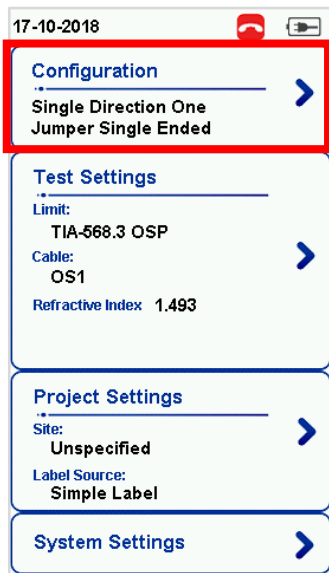 17-10-2018
Configuration
Single Direction One
Jumper Single Ended
Test Settings
Limit:
TIA-568.3 OSP
Cable:
OS1
Refractive Index 1.493
Project Settings
Site:
Unspecified
Label Source:
Simple Label
System Settings